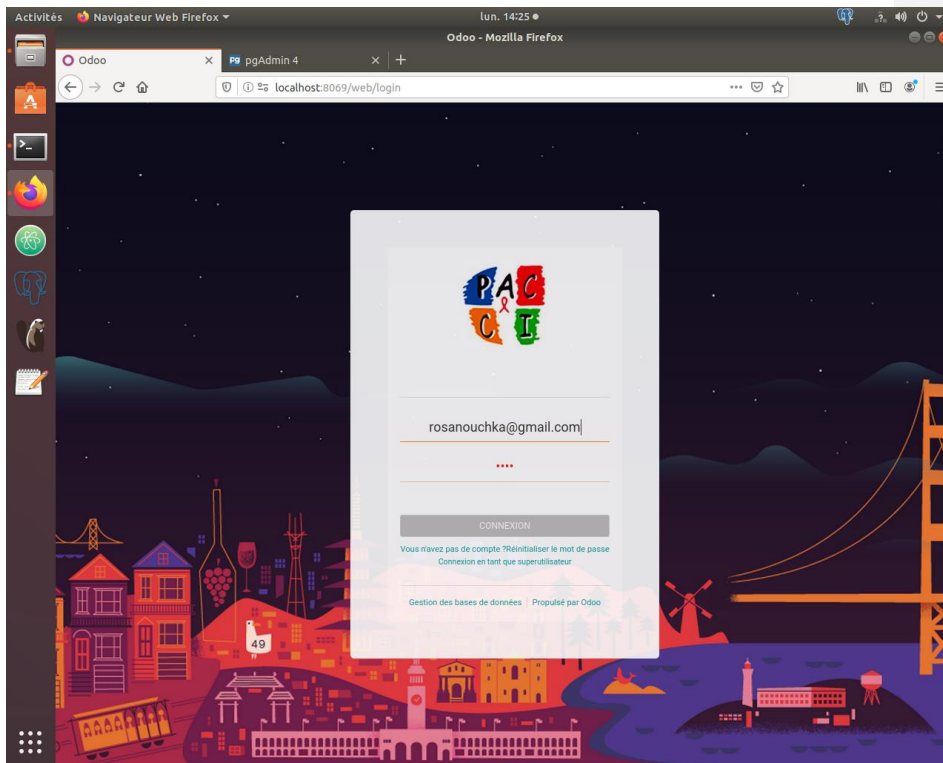 Activités Navigateur Web Firefox lun. 14:25
Odoo - Mozilla Firefox
Odoo pgAdmin 4
localhost:8069/web/login
PAC
CI
rosanouchka@gmail.com
CONNEXION
Vous n'avez pas de compte ?Réinitialiser le mot de passe
Connexion en tant que superutilisateur
Gestion des bases de données | Propulsé par Odoo
49